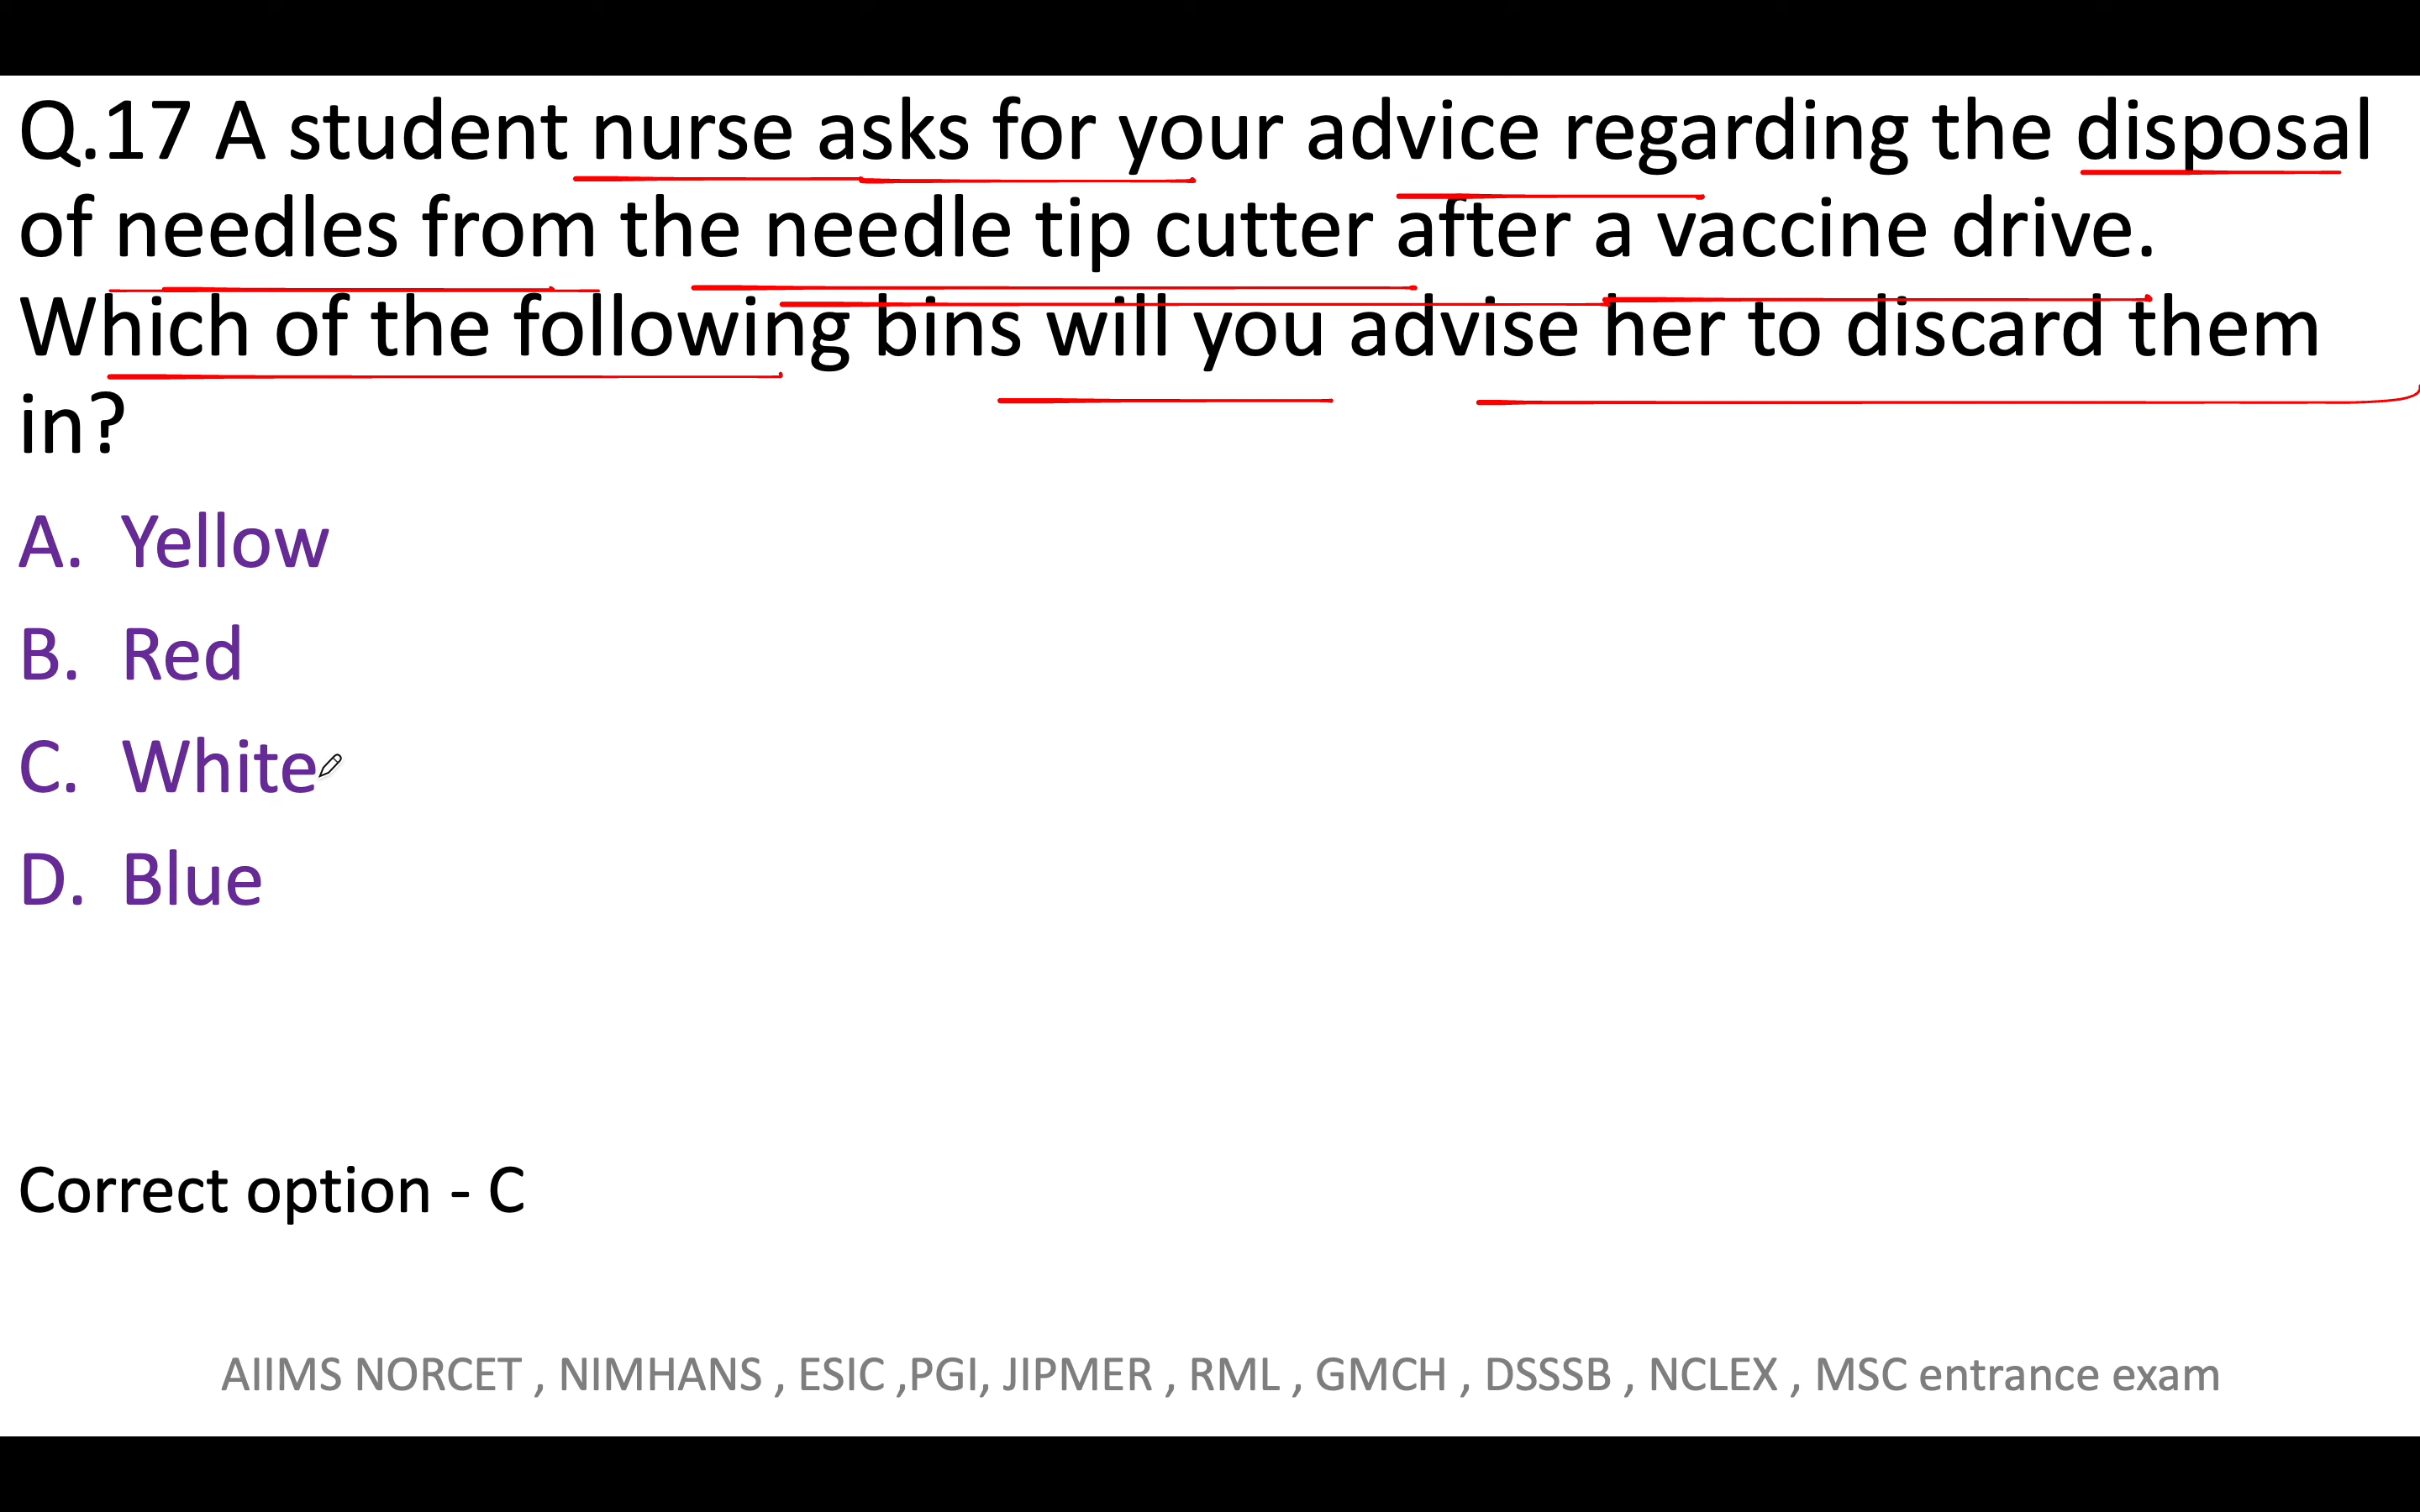 Q.17 A student nurse asks for your advice regarding the disposal
of needles from the needle tip cutter after a vaccine drive.
Which of the following bins will you advise her to discard them
in?
A. Yellow
B. Red
C. White
D. Blue
Correct option - C
AIIMS NORCET , NIMHANS , ESIC ,PGI, JIPMER , RML , GMCH , DSSSB , NCLEX , MSC entrance exam